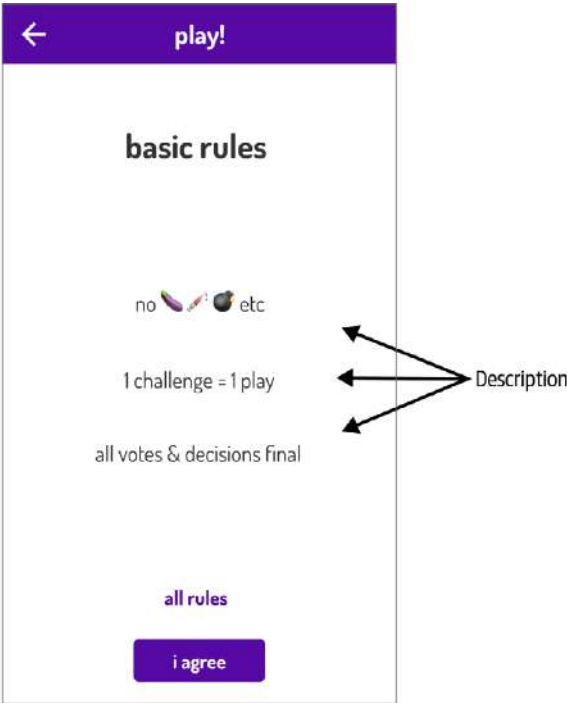 play!
basic rules
no 🍆💉💣 etc
1 challenge = 1 play
Description
all votes & decisions final
all rules
i agree